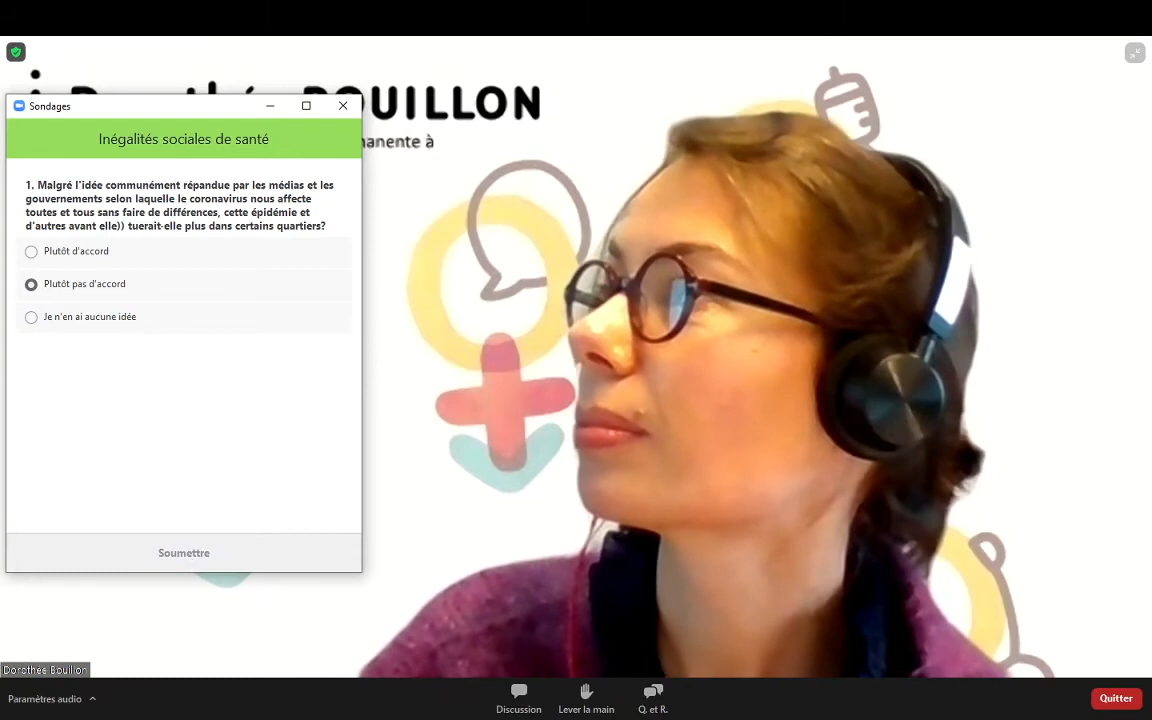 OUILLON
manente à
Sondages
Inégalités sociales de santé
1. Malgré l'idée communément répandue par les médias et les
gouvernements selon laquelle le coronavirus nous affecte
toutes et tous sans faire de différences, cette épidémie et
d'autres avant elle)) tuerait-elle plus dans certains quartiers?
Plutôt d'accord
Plutôt pas d'accord
Je n'en ai aucune idée
Soumettre
Dorothée Bouillon
Paramètres audio
Discussion
Lever la main
Q. et R.
Quitter